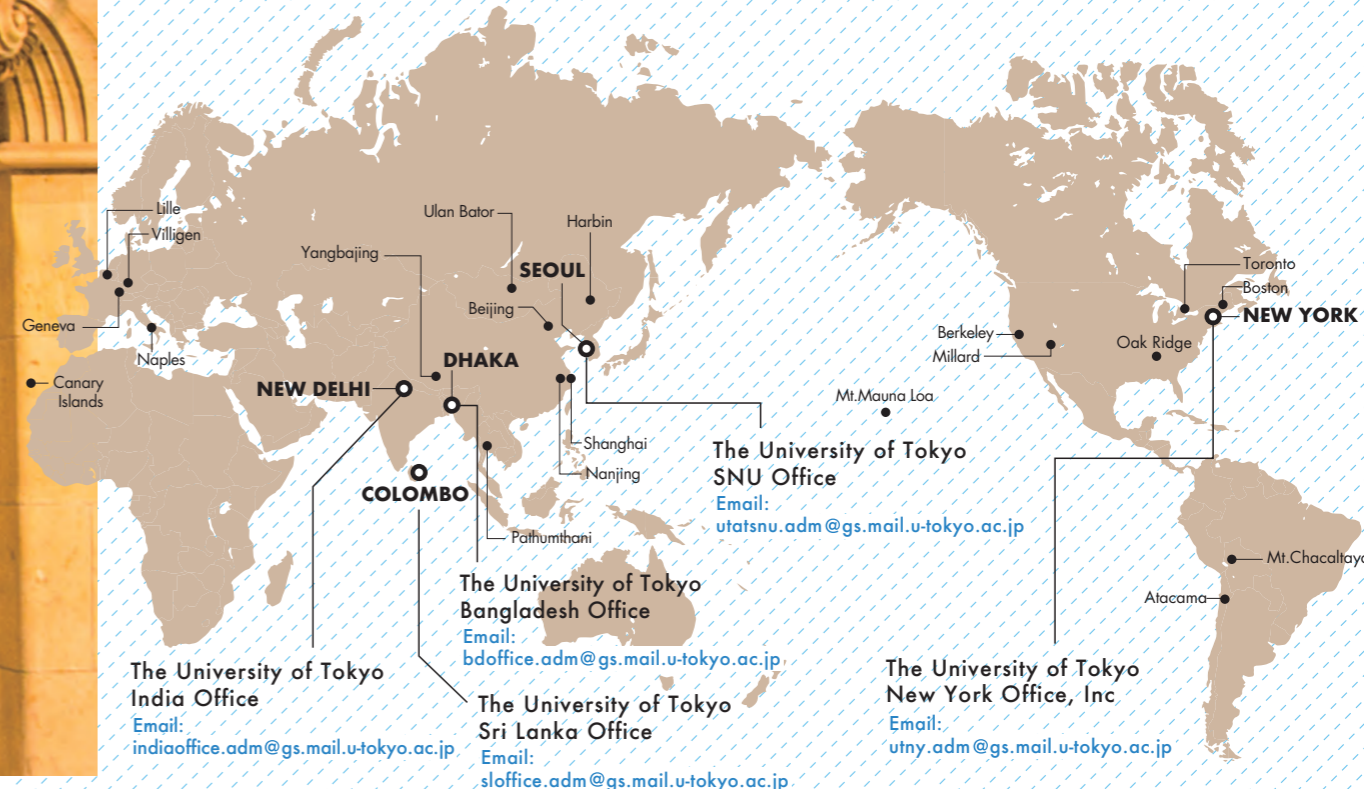 Lille
Villigen
Geneva
Naples
Canary
Islands
Ulan Bator
Harbin
Yangbajing
SEOUL
Beijing
DHAKA
NEW DELHI
Shanghai
Nanjing
COLOMBO
Pathumthani
Toronto
Boston
NEW YORK
Berkeley
Millard
Oak Ridge
Mt.Mauna Loa
Mt.Chacaltaya
Atacama
The University of Tokyo
SNU Office
Email:
utatsnu.adm@gs.mail.u-tokyo.ac.jp
The University of Tokyo
Bangladesh Office
Email:
bdoffice.adm@gs.mail.u-tokyo.ac.jp
The University of Tokyo
India Office
Email:
indiaoffice.adm@gs.mail.u-tokyo.ac.jp
The University of Tokyo
Sri Lanka Office
Email:
sloffice.adm@gs.mail.u-tokyo.ac.jp
The University of Tokyo
New York Office, Inc
Email:
utny.adm@gs.mail.u-tokyo.ac.jp